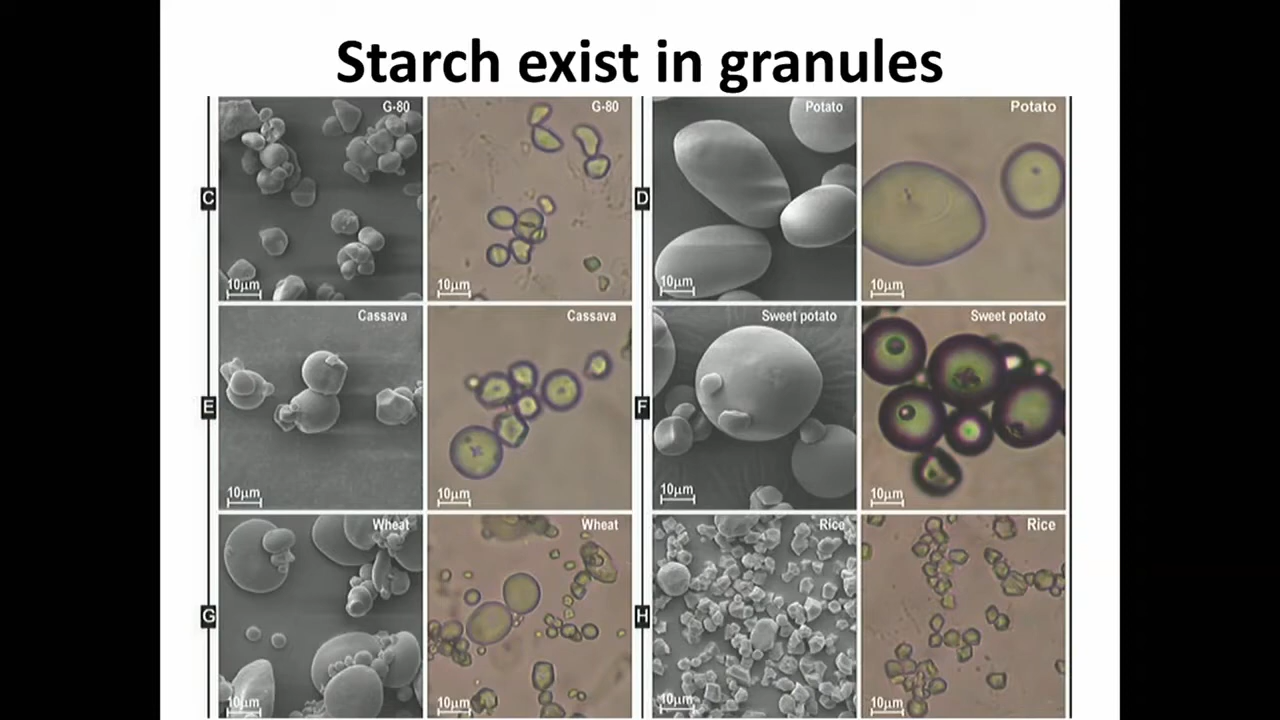 Starch exist in granules
G-80 G-80 Potato Potato
C D
10μm 10μm 10μm 10μm
Cassava Cassava Sweet potato Sweet potato
E F
10μm 10μm 10μm 10μm
Wheat Wheat Rice Rice
G H
10μm 10μm 10μm 10μm